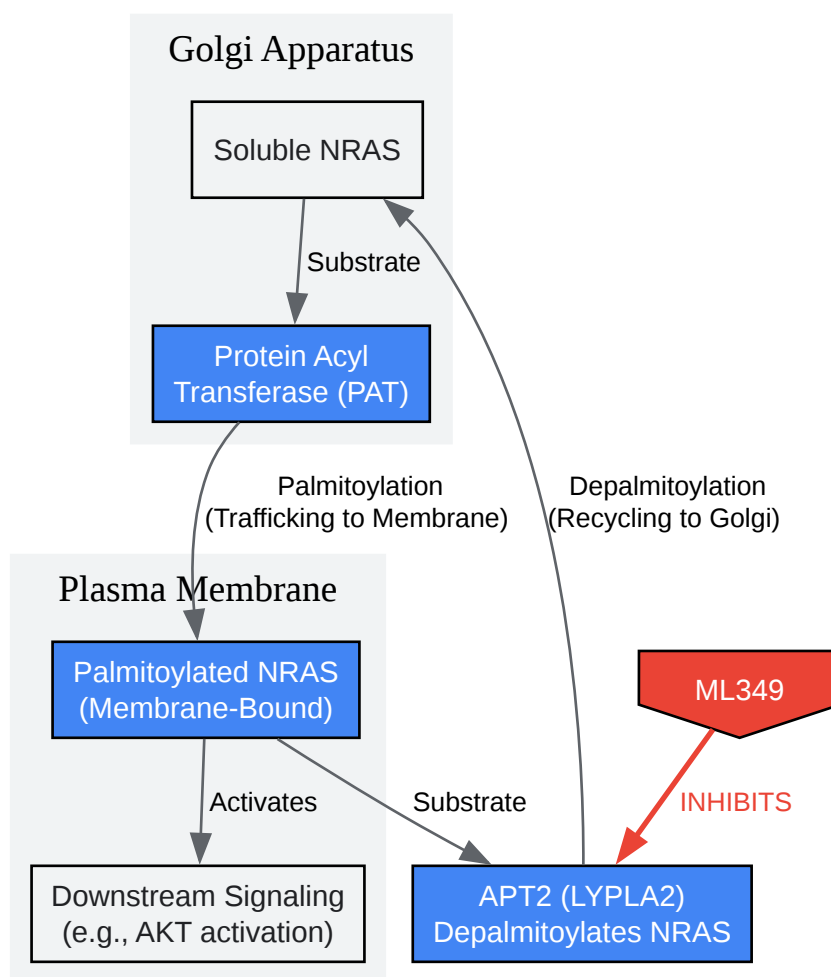 Golgi Apparatus
Soluble NRAS
Substrate
Protein Acyl
Transferase (PAT)
Palmitoylation
(Trafficking to Membrane)
Depalmitoylation
(Recycling to Golgi)
Plasma Membrane
Palmitoylated NRAS
(Membrane-Bound)
ML349
Activates
Substrate
INHIBITS
Downstream Signaling
(e.g., AKT activation)
APT2 (LYPLA2)
Depalmitoylates NRAS